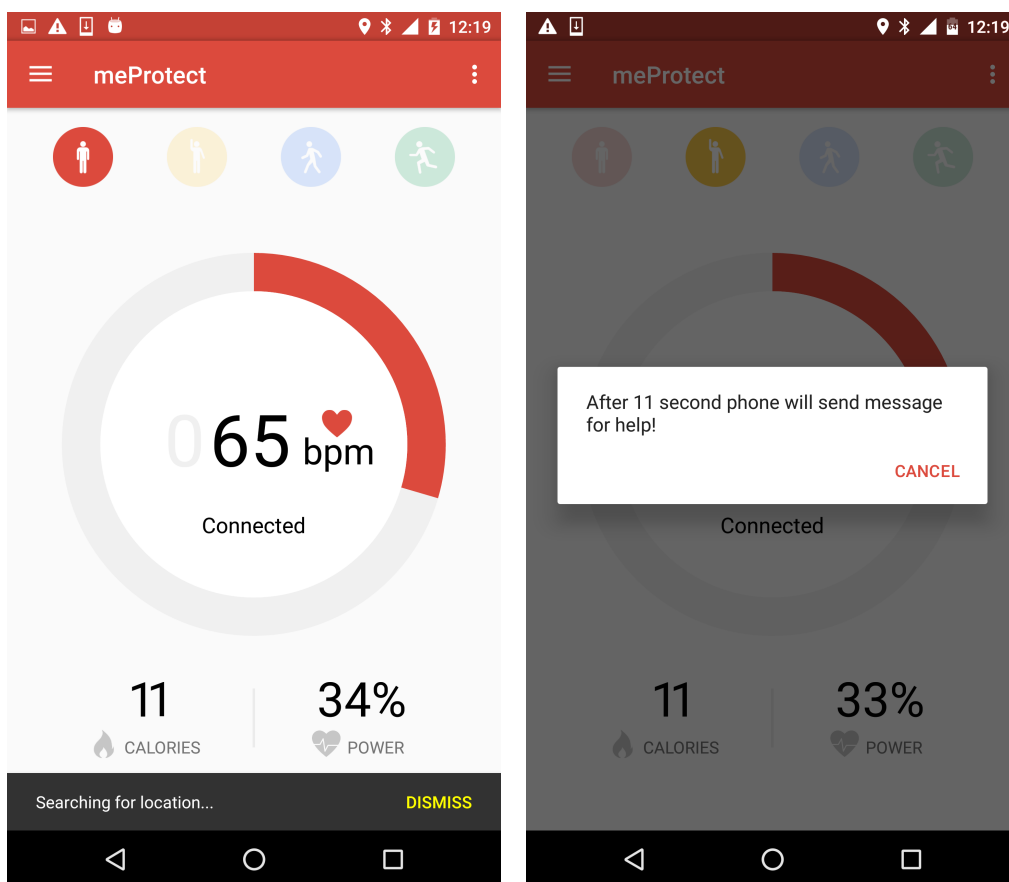 12:19
meProtect
065 bpm
Connected
11
34%
CALORIES
POWER
Searching for location...
DISMISS
12:19
meProtect
After 11 second phone will send message
for help!
CANCEL
Connected
11
33%
CALORIES
POWER